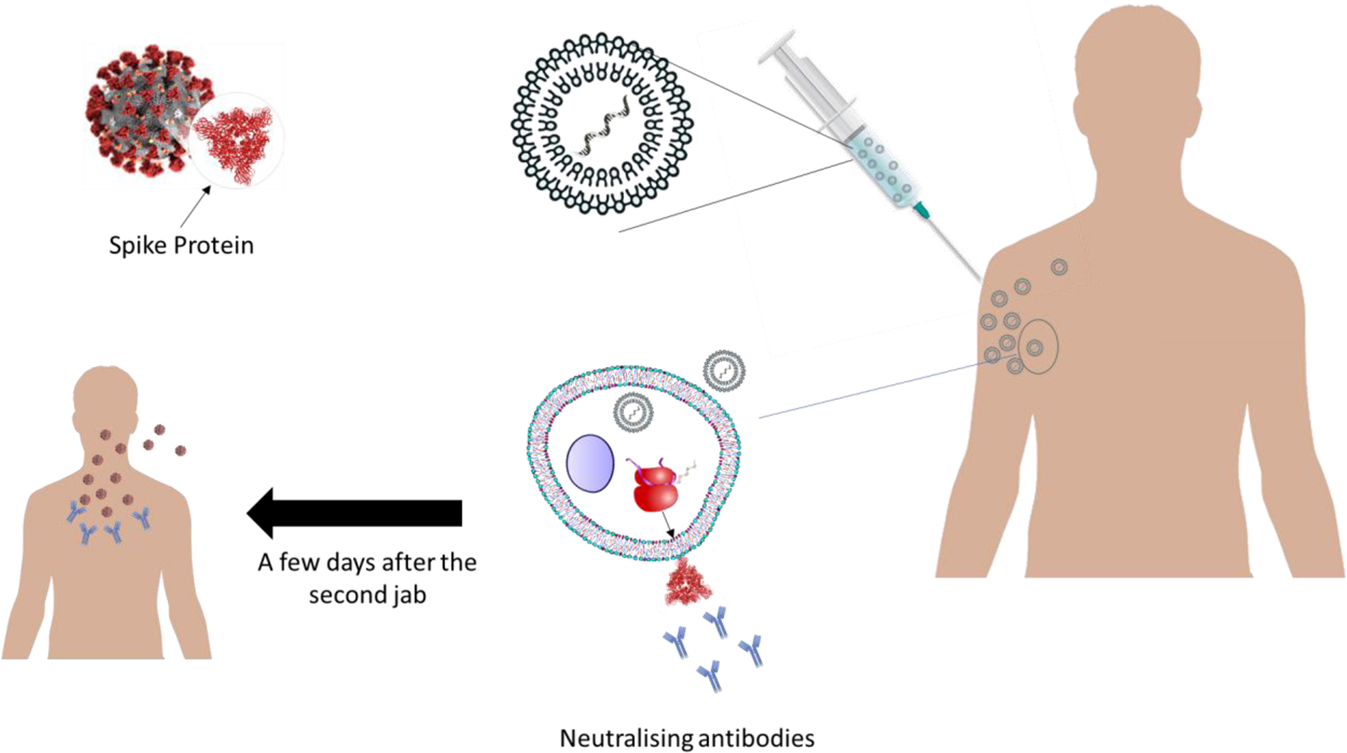 Spike Protein
A few days after the
second jab
Neutralising antibodies